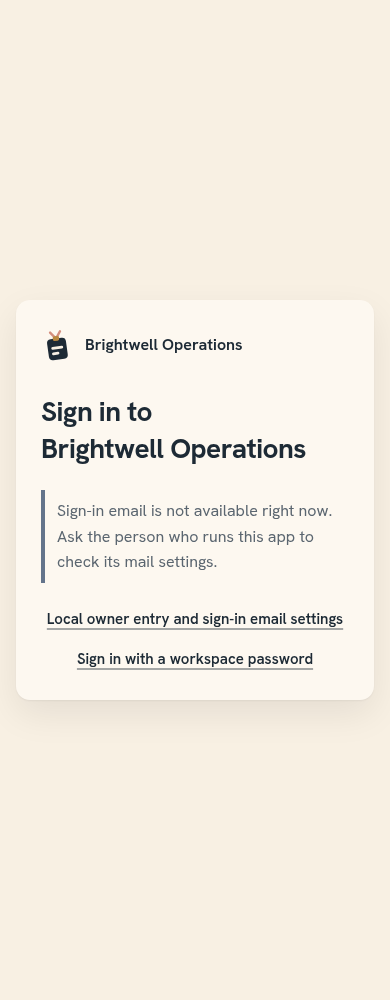 Brightwell Operations
Sign in to
Brightwell Operations
Sign-in email is not available right now.
Ask the person who runs this app to
check its mail settings.
Local owner entry and sign-in email settings
Sign in with a workspace password